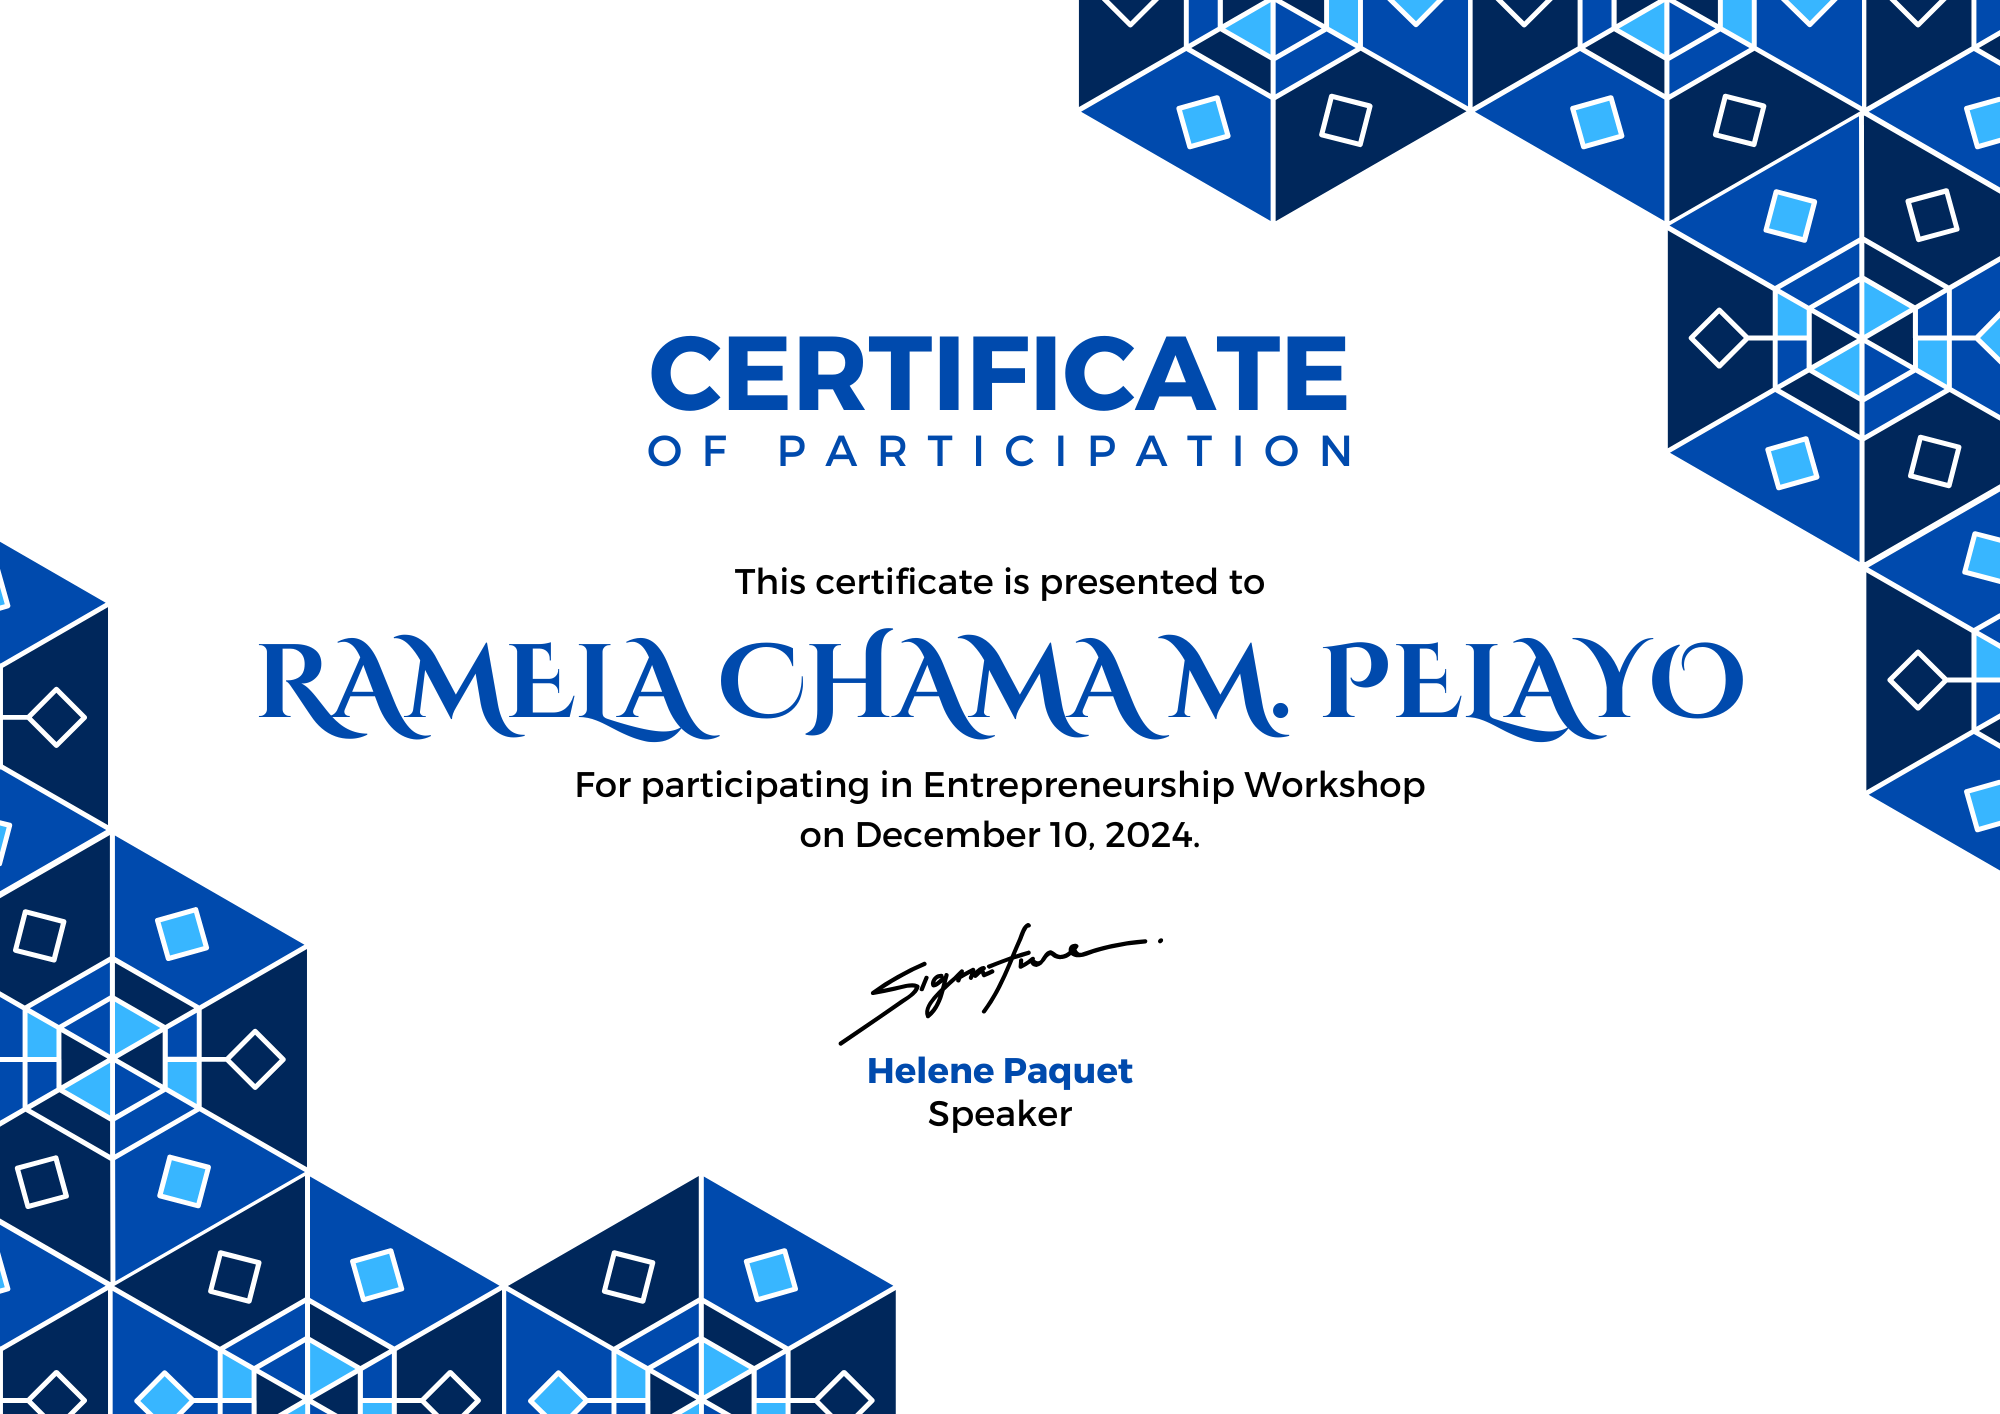 CERTIFICATE
OF PARTICIPATION
This certificate is presented to
RAMELA CHAMA M. PELAYO
For participating in Entrepreneurship Workshop
on December 10, 2024.
Signature
Helene Paquet
Speaker